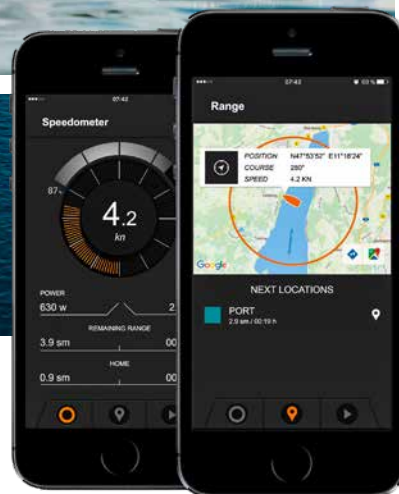 07:42
Speedometer
87%
4.2
kn
POWER
630 w
2.
REMAINING RANGE
3.9 sm
00
HOME
0.9 sm
00
07:42
Range
POSITION N47°53'52" E11°18'24"
COURSE 280°
SPEED 4.2 KN
Google
NEXT LOCATIONS
PORT
2.9 sm / 00:19 h